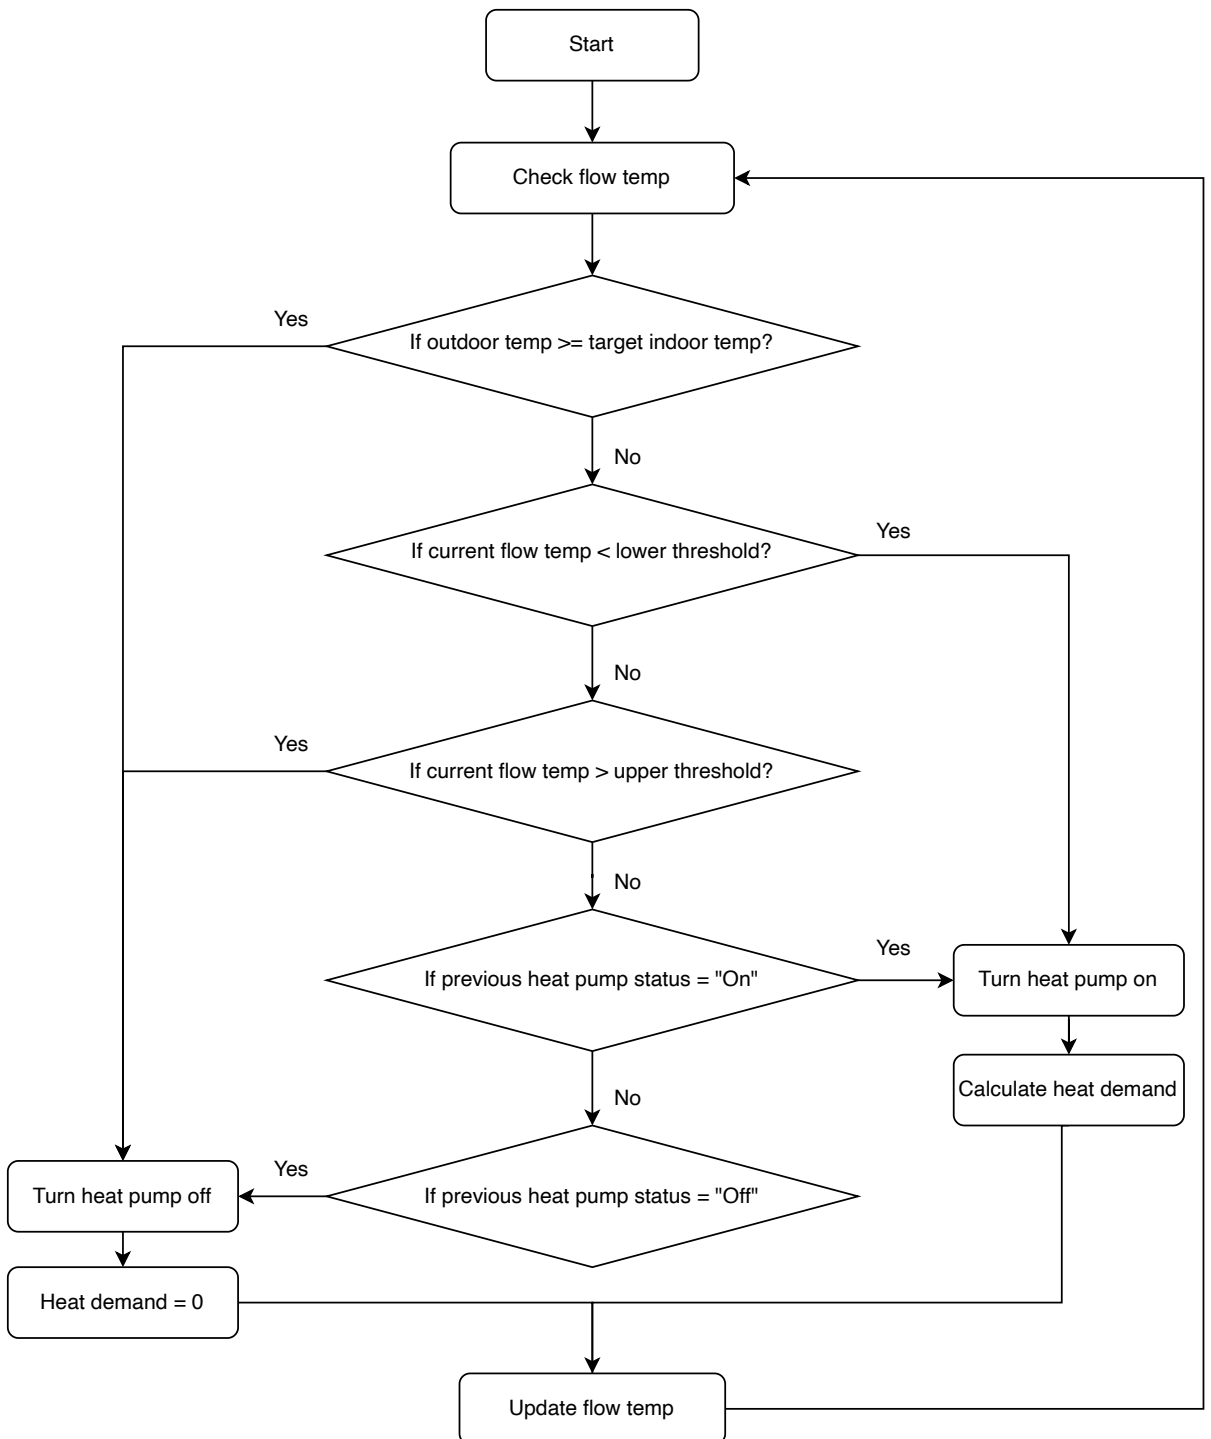 Start
Check flow temp
Yes
If outdoor temp >= target indoor temp?
No
Yes
If current flow temp < lower threshold?
No
Yes
If current flow temp > upper threshold?
No
Yes
If previous heat pump status = "On"
Turn heat pump on
Calculate heat demand
No
Yes
Turn heat pump off
If previous heat pump status = "Off"
Heat demand = 0
Update flow temp